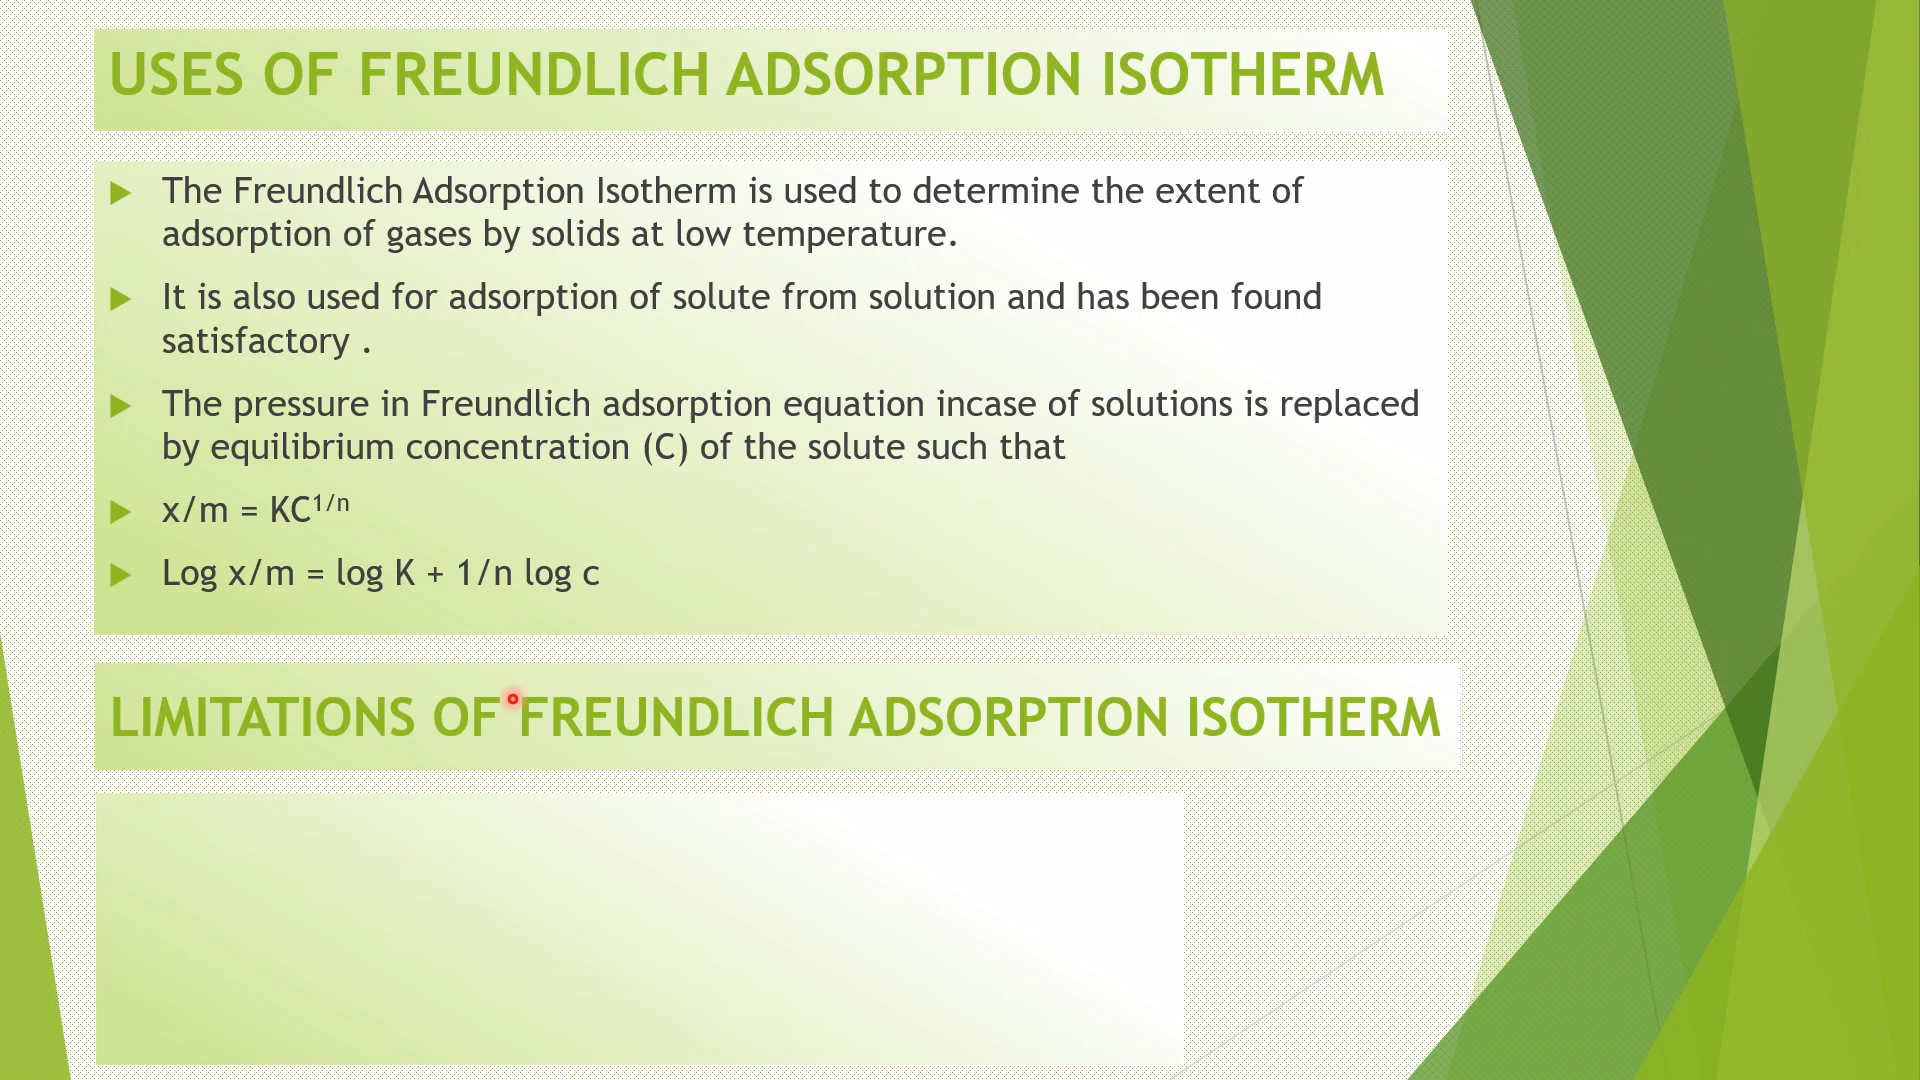 USES OF FREUNDLICH ADSORPTION ISOTHERM
The Freundlich Adsorption Isotherm is used to determine the extent of
adsorption of gases by solids at low temperature.
It is also used for adsorption of solute from solution and has been found
satisfactory .
The pressure in Freundlich adsorption equation incase of solutions is replaced
by equilibrium concentration (C) of the solute such that
x/m = KC^1/n
Log x/m = log K + 1/n log c
LIMITATIONS OF FREUNDLICH ADSORPTION ISOTHERM